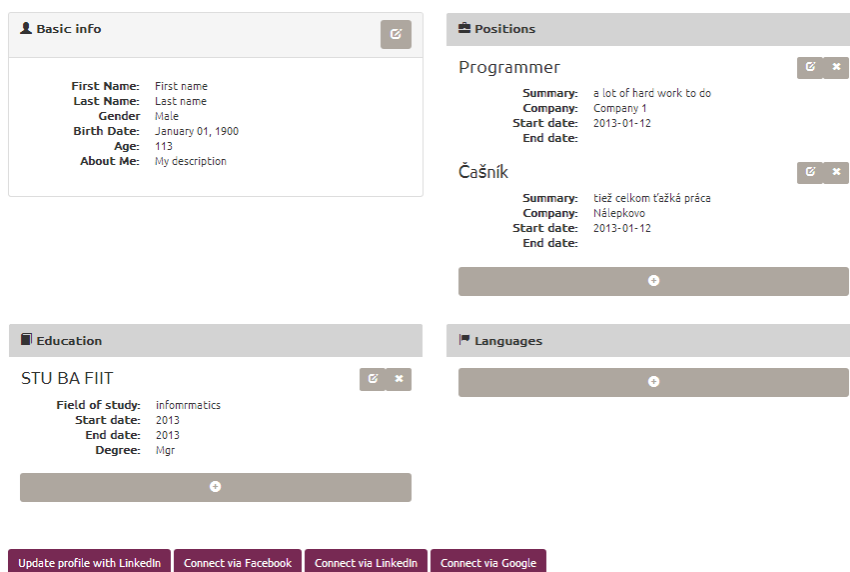 Basic info
First Name: First name
Last Name: Last name
Gender Male
Birth Date: January 01, 1900
Age: 113
About Me: My description
Positions
Programmer
Summary: a lot of hard work to do
Company: Company 1
Start date: 2013-01-12
End date:
Čašník
Summary: tiež celkom ťažká práca
Company: Nálepkovo
Start date: 2013-01-12
End date:
Education
STU BA FIIT
Field of study: infomrmatics
Start date: 2013
End date: 2013
Degree: Mgr
Languages
Update profile with LinkedIn Connect via Facebook Connect via LinkedIn Connect via Google